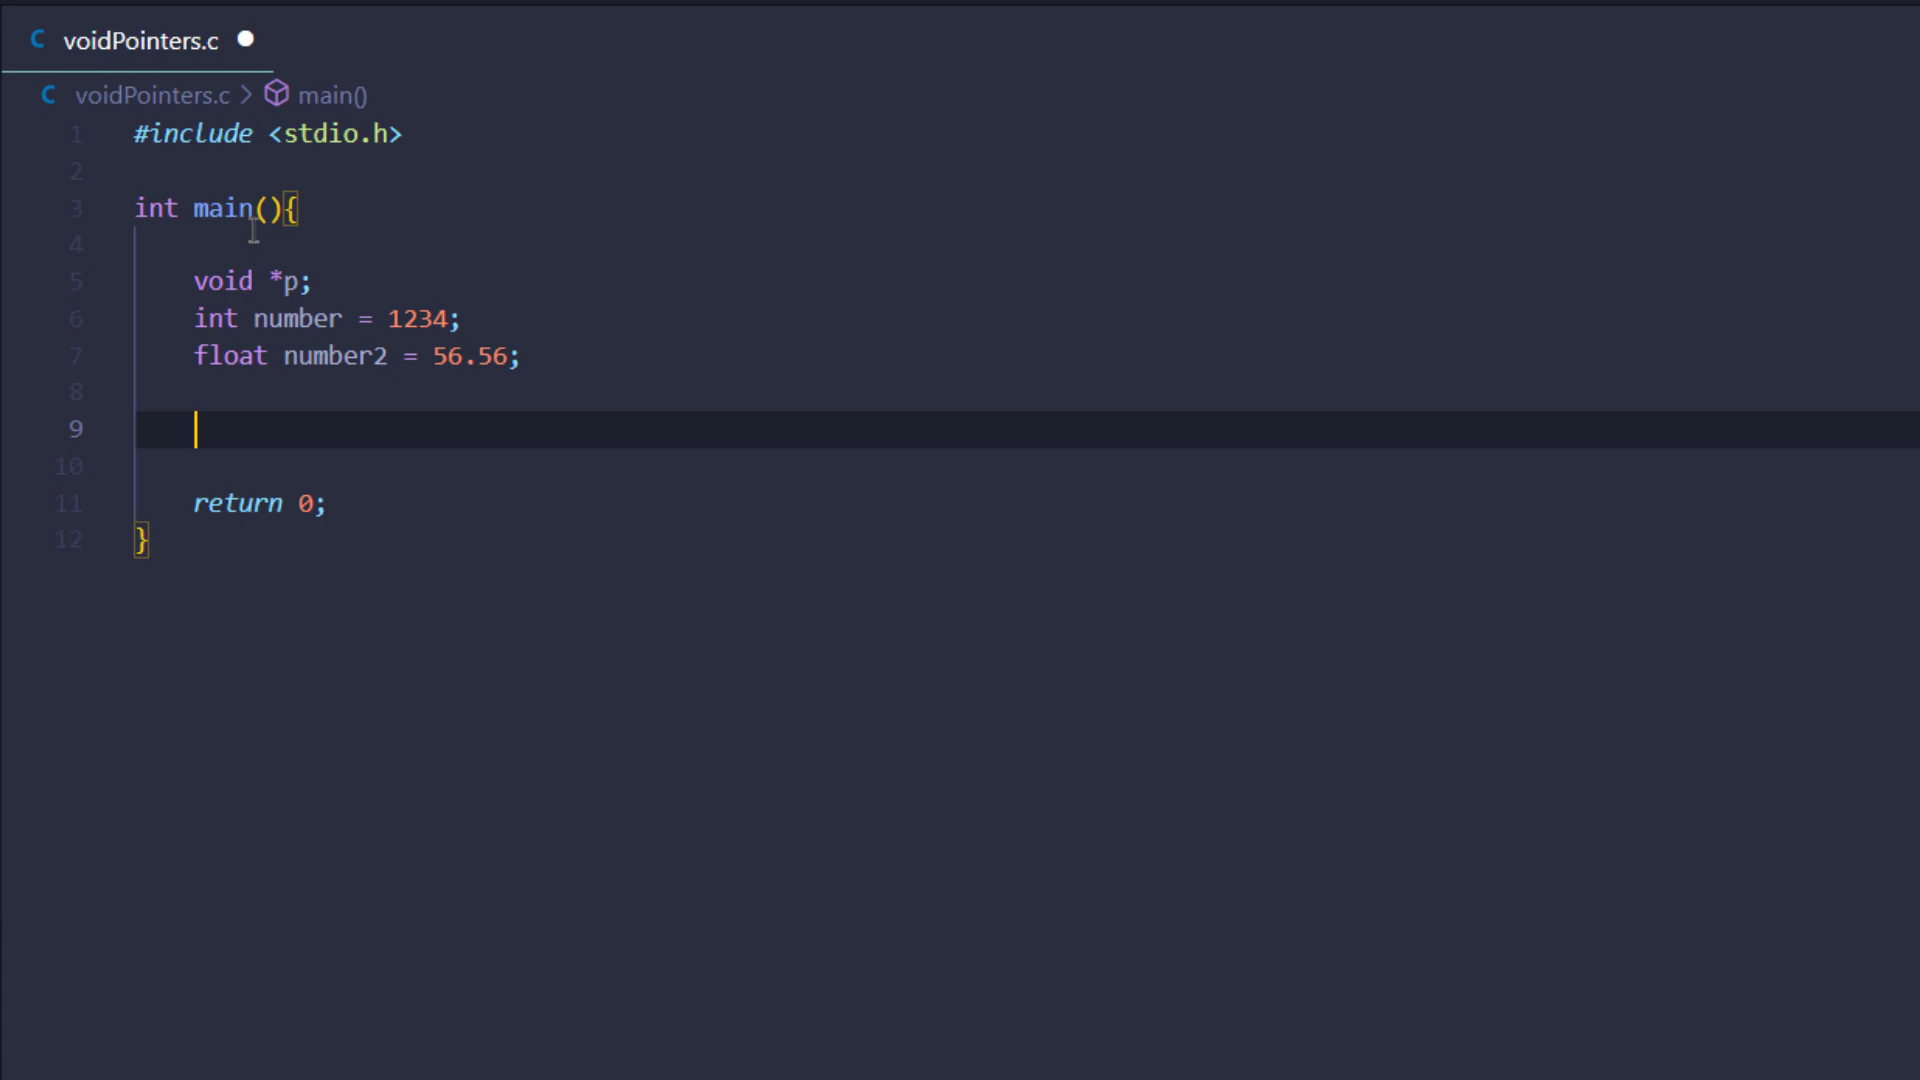 C voidPointers.c
C voidPointers.c > main()
1 #include <stdio.h>
2
3 int main(){
4
5 void *p;
6 int number = 1234;
7 float number2 = 56.56;
8
9
10
11 return 0;
12 }